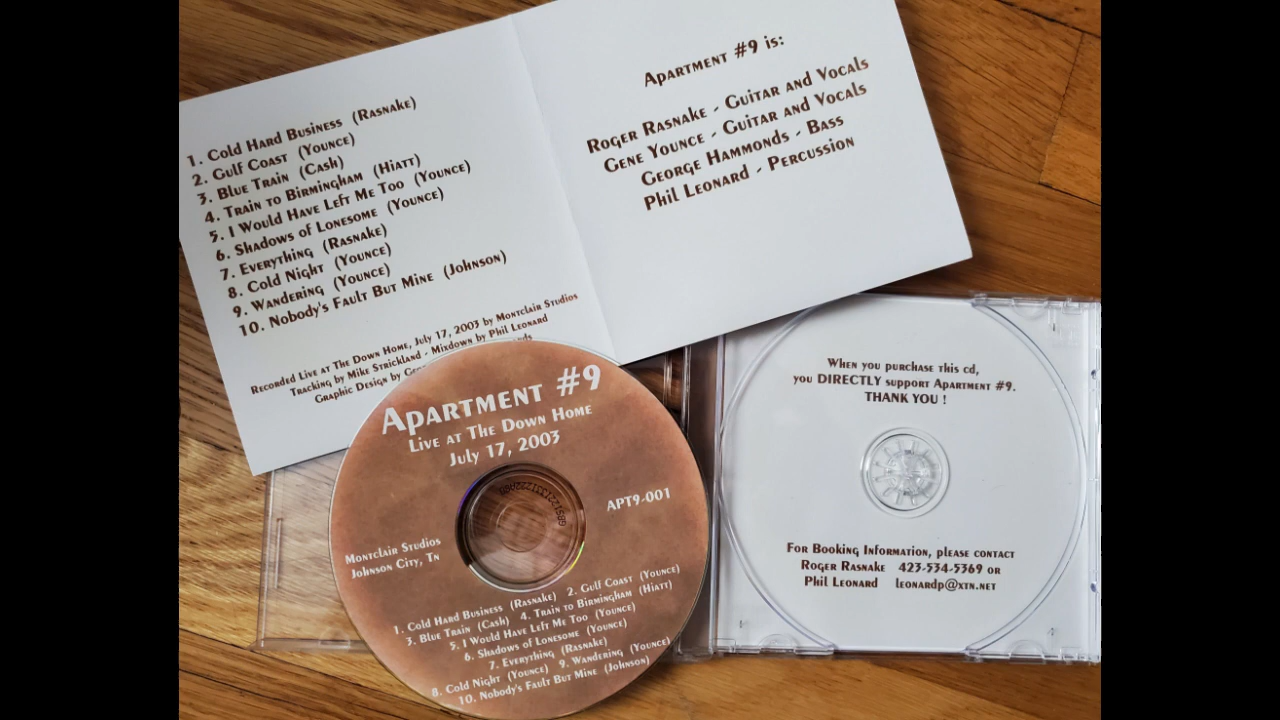 1. Cold Hard Business (Rasnake)
2. Gulf Coast (Younce)
3. Blue Train (Cash)
4. Train to Birmingham (Hiatt)
5. I Would Have Left Me Too (Younce)
6. Shadows of Lonesome (Younce)
7. Everything (Rasnake)
8. Cold Night (Younce)
9. Wandering (Younce)
10. Nobody's Fault But Mine (Johnson)
Recorded Live at The Down Home, July 17, 2003 by Montclair Studios
Tracking by Mike Strickland - Mixdown by Phil Leonard
Graphic Design by
Apartment #9 is:
Roger Rasnake - Guitar and Vocals
Gene Younce - Guitar and Vocals
George Hammonds - Bass
Phil Leonard - Percussion
Apartment #9
Live at The Down Home
July 17, 2003
APT9-001
Montclair Studios
Johnson City, Tn
1. Cold Hard Business (Rasnake) 2. Gulf Coast (Younce)
3. Blue Train (Cash) 4. Train to Birmingham (Hiatt)
5. I Would Have Left Me Too (Younce)
6. Shadows of Lonesome (Younce)
7. Everything (Rasnake)
8. Cold Night (Younce) 9. Wandering (Younce)
10. Nobody's Fault But Mine (Johnson)
When you purchase this cd,
you DIRECTLY support Apartment #9.
THANK YOU !
For Booking Information, please contact
Roger Rasnake 423-534-5369 or
Phil Leonard leonardp@xtn.net